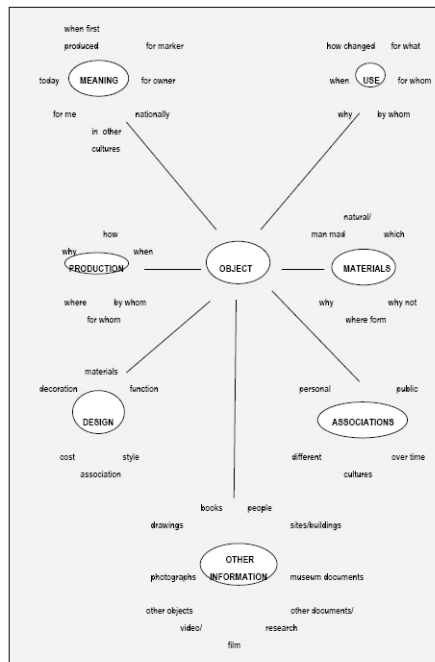 when first
produced for marker how changed for what
today MEANING for owner when USE for whom
for me nationally why by whom
in other
cultures
natural/
how man mad which
why when
PRODUCTION OBJECT MATERIALS
where by whom why why not
for whom where form
materials
decoration function personal public
DESIGN ASSOCIATIONS
cost style different over time
association cultures
books people
drawings sites/buildings
OTHER
photographs INFORMATION museum documents
other objects other documents/
video/ research
film